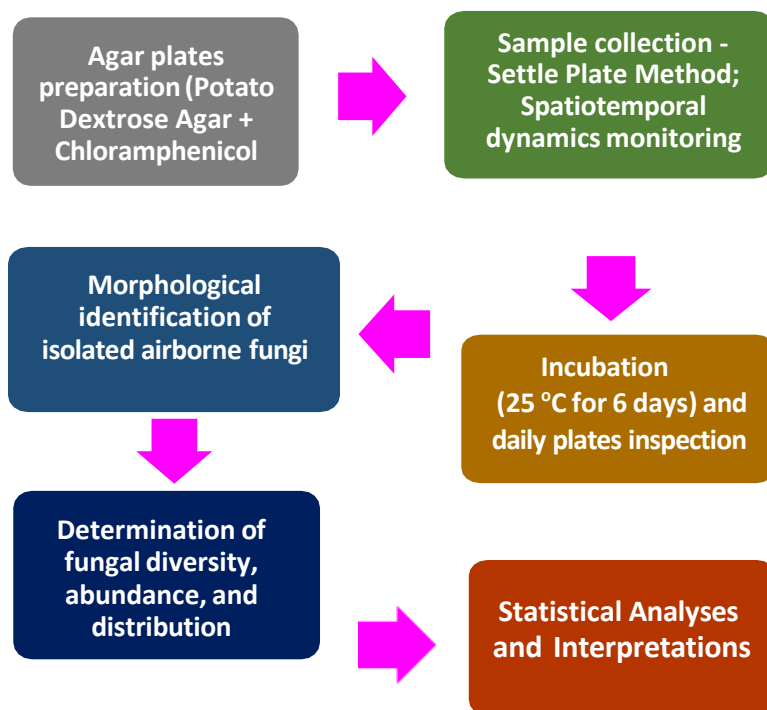 Agar plates
preparation (Potato
Dextrose Agar +
Chloramphenicol
Sample collection -
Settle Plate Method;
Spatiotemporal
dynamics monitoring
Incubation
(25 ºC for 6 days) and
daily plates inspection
Morphological
identification of
isolated airborne fungi
Determination of
fungal diversity,
abundance, and
distribution
Statistical Analyses
and Interpretations